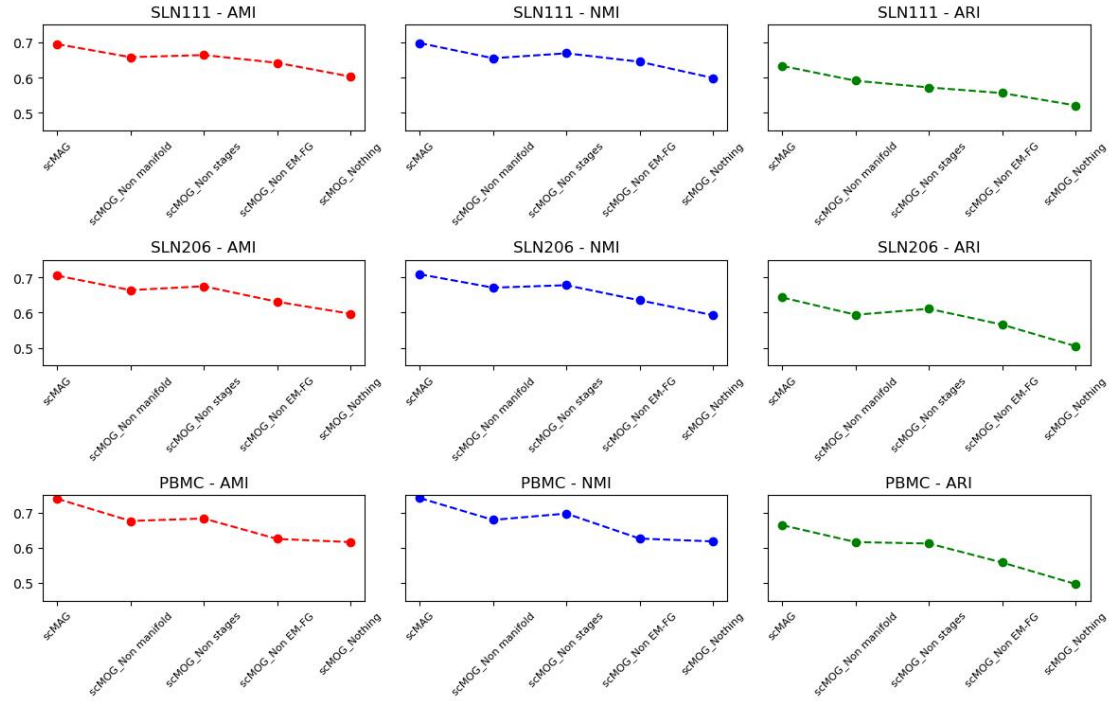 SLN111 - AMI
SLN111 - NMI
SLN111 - ARI
0.7
0.6
0.5
scMAG
scMOG_Non manifold
scMOG_Non stages
scMOG_Non EM-FG
scMOG_Nothing
scMAG
scMOG_Non manifold
scMOG_Non stages
scMOG_Non EM-FG
scMOG_Nothing
scMAG
scMOG_Non manifold
scMOG_Non stages
scMOG_Non EM-FG
scMOG_Nothing
SLN206 - AMI
SLN206 - NMI
SLN206 - ARI
0.7
0.6
0.5
scMAG
scMOG_Non manifold
scMOG_Non stages
scMOG_Non EM-FG
scMOG_Nothing
scMAG
scMOG_Non manifold
scMOG_Non stages
scMOG_Non EM-FG
scMOG_Nothing
scMAG
scMOG_Non manifold
scMOG_Non stages
scMOG_Non EM-FG
scMOG_Nothing
PBMC - AMI
PBMC - NMI
PBMC - ARI
0.7
0.6
0.5
scMAG
scMOG_Non manifold
scMOG_Non stages
scMOG_Non EM-FG
scMOG_Nothing
scMAG
scMOG_Non manifold
scMOG_Non stages
scMOG_Non EM-FG
scMOG_Nothing
scMAG
scMOG_Non manifold
scMOG_Non stages
scMOG_Non EM-FG
scMOG_Nothing